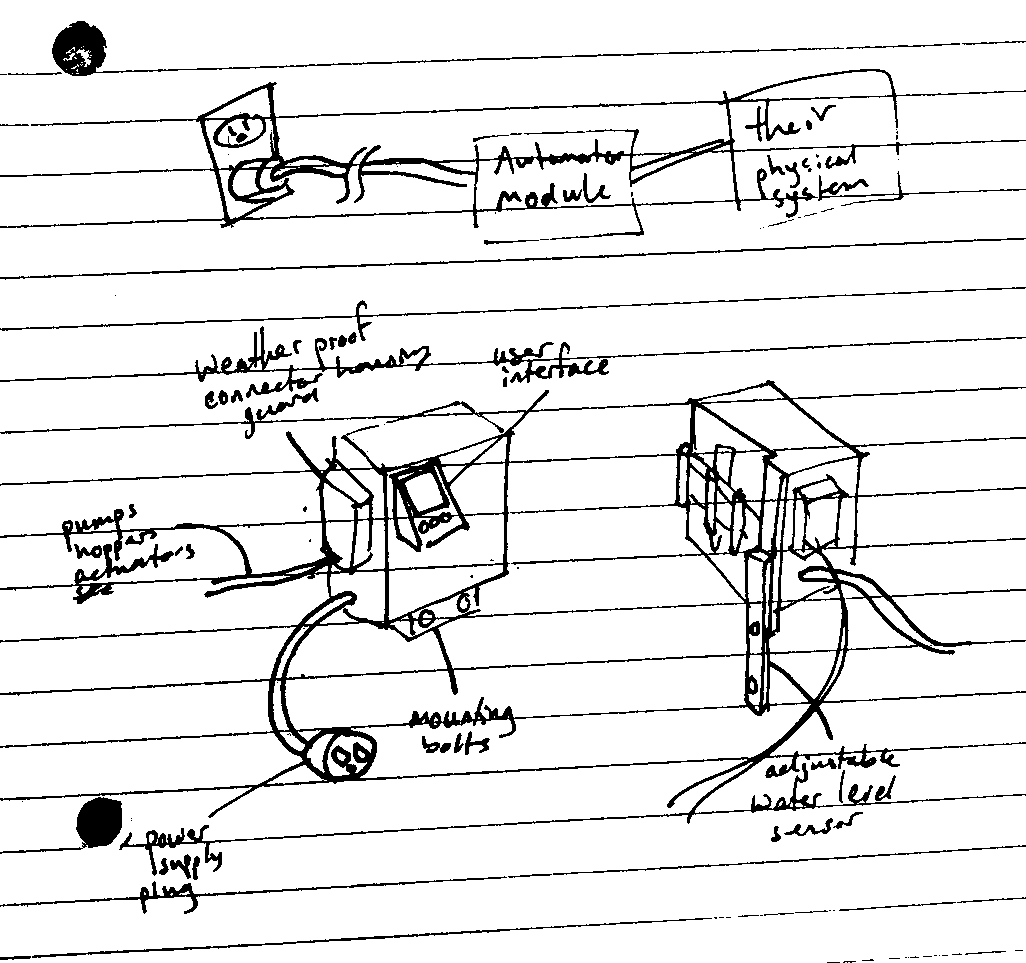 Automator
module
their
physical
system
Weather proof
connector housing
guard
user
interface
pumps
hoppers
actuators
mounting
bolts
adjustable
water level
sensor
power
supply
plug